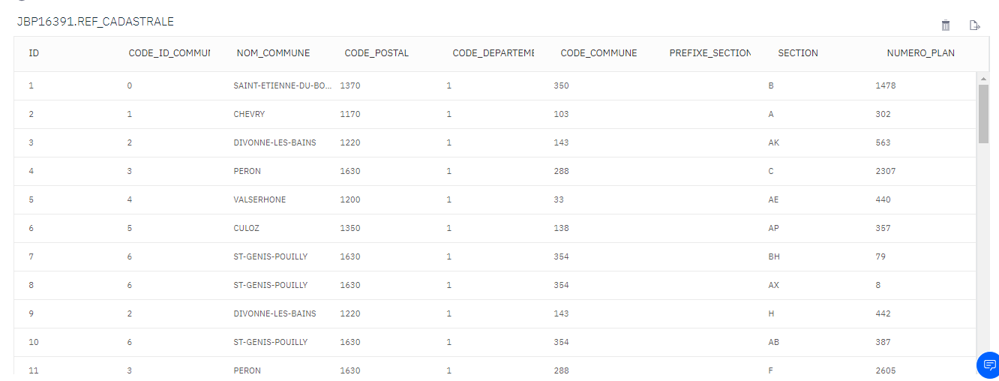 JBP16391.REF_CADASTRALE
ID CODE_ID_COMMUI NOM_COMMUNE CODE_POSTAL CODE_DEPARTEME CODE_COMMUNE PREFIXE_SECTION SECTION NUMERO_PLAN
1 0 SAINT-ETIENNE-DU-BO... 1370 1 350 B 1478
2 1 CHEVRY 1170 1 103 A 302
3 2 DIVONNE-LES-BAINS 1220 1 143 AK 563
4 3 PERON 1630 1 288 C 2307
5 4 VALSERHONE 1200 1 33 AE 440
6 5 CULOZ 1350 1 138 AP 357
7 6 ST-GENIS-POUILLY 1630 1 354 BH 79
8 6 ST-GENIS-POUILLY 1630 1 354 AX 8
9 2 DIVONNE-LES-BAINS 1220 1 143 H 442
10 6 ST-GENIS-POUILLY 1630 1 354 AB 387
11 3 PERON 1630 1 288 F 2605